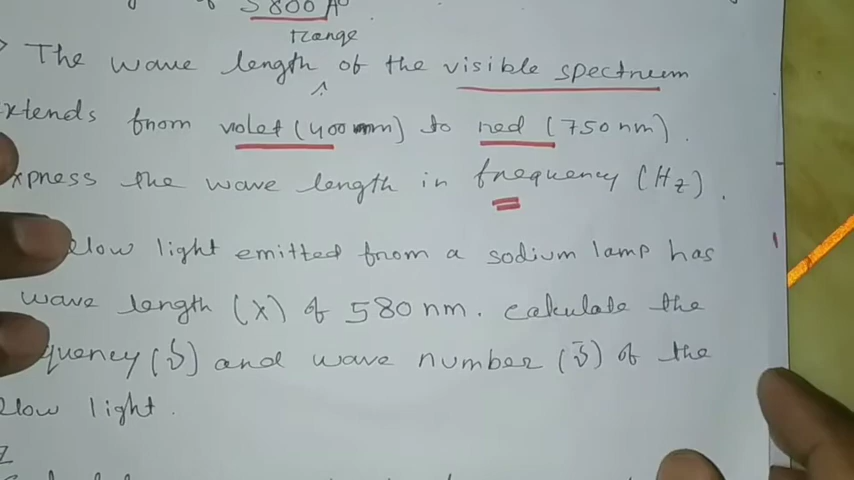 of 5800 A°
range
The wave length ^ of the visible spectrum
xtends from violet (400 nm) to red (750 nm).
xpress the wave length in frequency (Hz).
ellow light emitted from a sodium lamp has
wave length (λ) of 580 nm. Calculate the
quency (ν) and wave number (ν̄) of the
llow light.